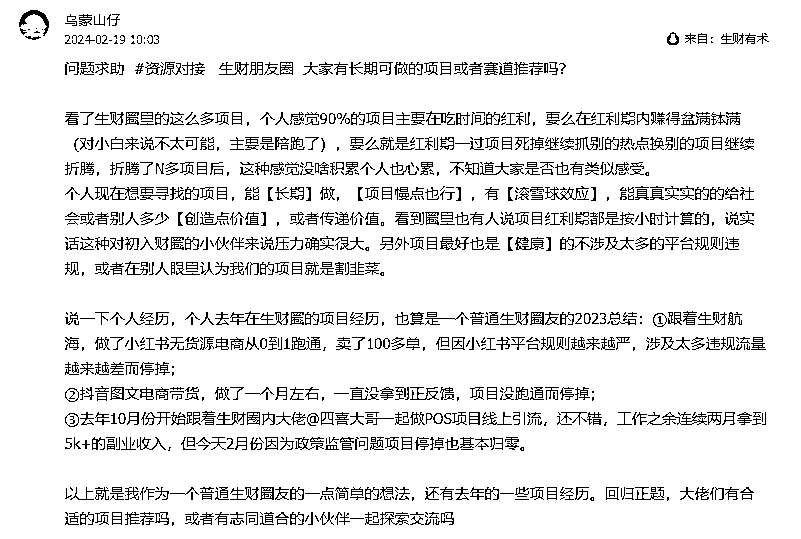 乌蒙山仔
2024-02-19 10:03
来自：生财有术
问题求助 #资源对接 生财朋友圈 大家有长期可做的项目或者赛道推荐吗？
看了生财圈里的这么多项目，个人感觉90%的项目主要在吃时间的红利，要么在红利期内赚得盆满钵满
（对小白来说不太可能，主要是陪跑了），要么就是红利期一过项目死掉继续抓别的热点换别的项目继续
折腾，折腾了N多项目后，这种感觉没啥积累个人也心累，不知道大家是否也有类似感受。
个人现在想要寻找的项目，能【长期】做，【项目慢点也行】，有【滚雪球效应】，能真真实实的的给社
会或者别人多少【创造点价值】，或者传递价值。看到圈里也有人说项目红利期都是按小时计算的，说实
话这种对初入财圈的小伙伴来说压力确实很大。另外项目最好也是【健康】的不涉及太多的平台规则违
规，或者在别人眼里认为我们的项目就是割韭菜。
说一下个人经历，个人去年在生财圈的项目经历，也算是一个普通生财圈友的2023总结：①跟着生财航
海，做了小红书无货源电商从0到1跑通，卖了100多单，但因小红书平台规则越来越严，涉及太多违规流量
越来越差而停掉；
②抖音图文电商带货，做了一个月左右，一直没拿到正反馈，项目没跑通而停掉；
③去年10月份开始跟着生财圈内大佬@四喜大哥一起做POS项目线上引流，还不错，工作之余连续两月拿到
5k+的副业收入，但今天2月份因为政策监管问题项目停掉也基本归零。
以上就是我作为一个普通生财圈友的一点简单的想法，还有去年的一些项目经历。回归正题，大佬们有合
适的项目推荐吗，或者有志同道合的小伙伴一起探索交流吗